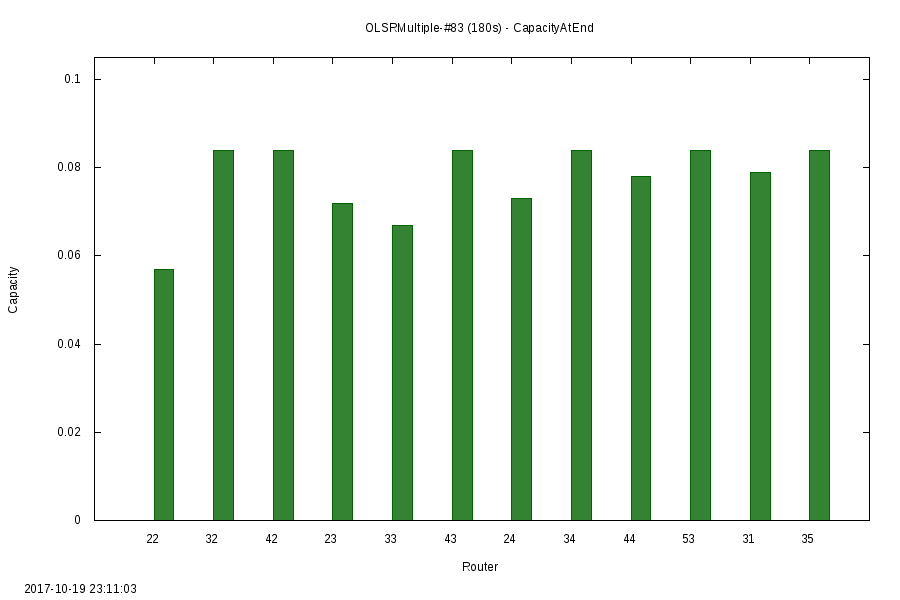 OLSRMultiple-#83 (180s) - CapacityAtEnd
0.1
0.08
0.06
0.04
0.02
0
Capacity
22 32 42 23 33 43 24 34 44 53 31 35
Router
2017-10-19 23:11:03